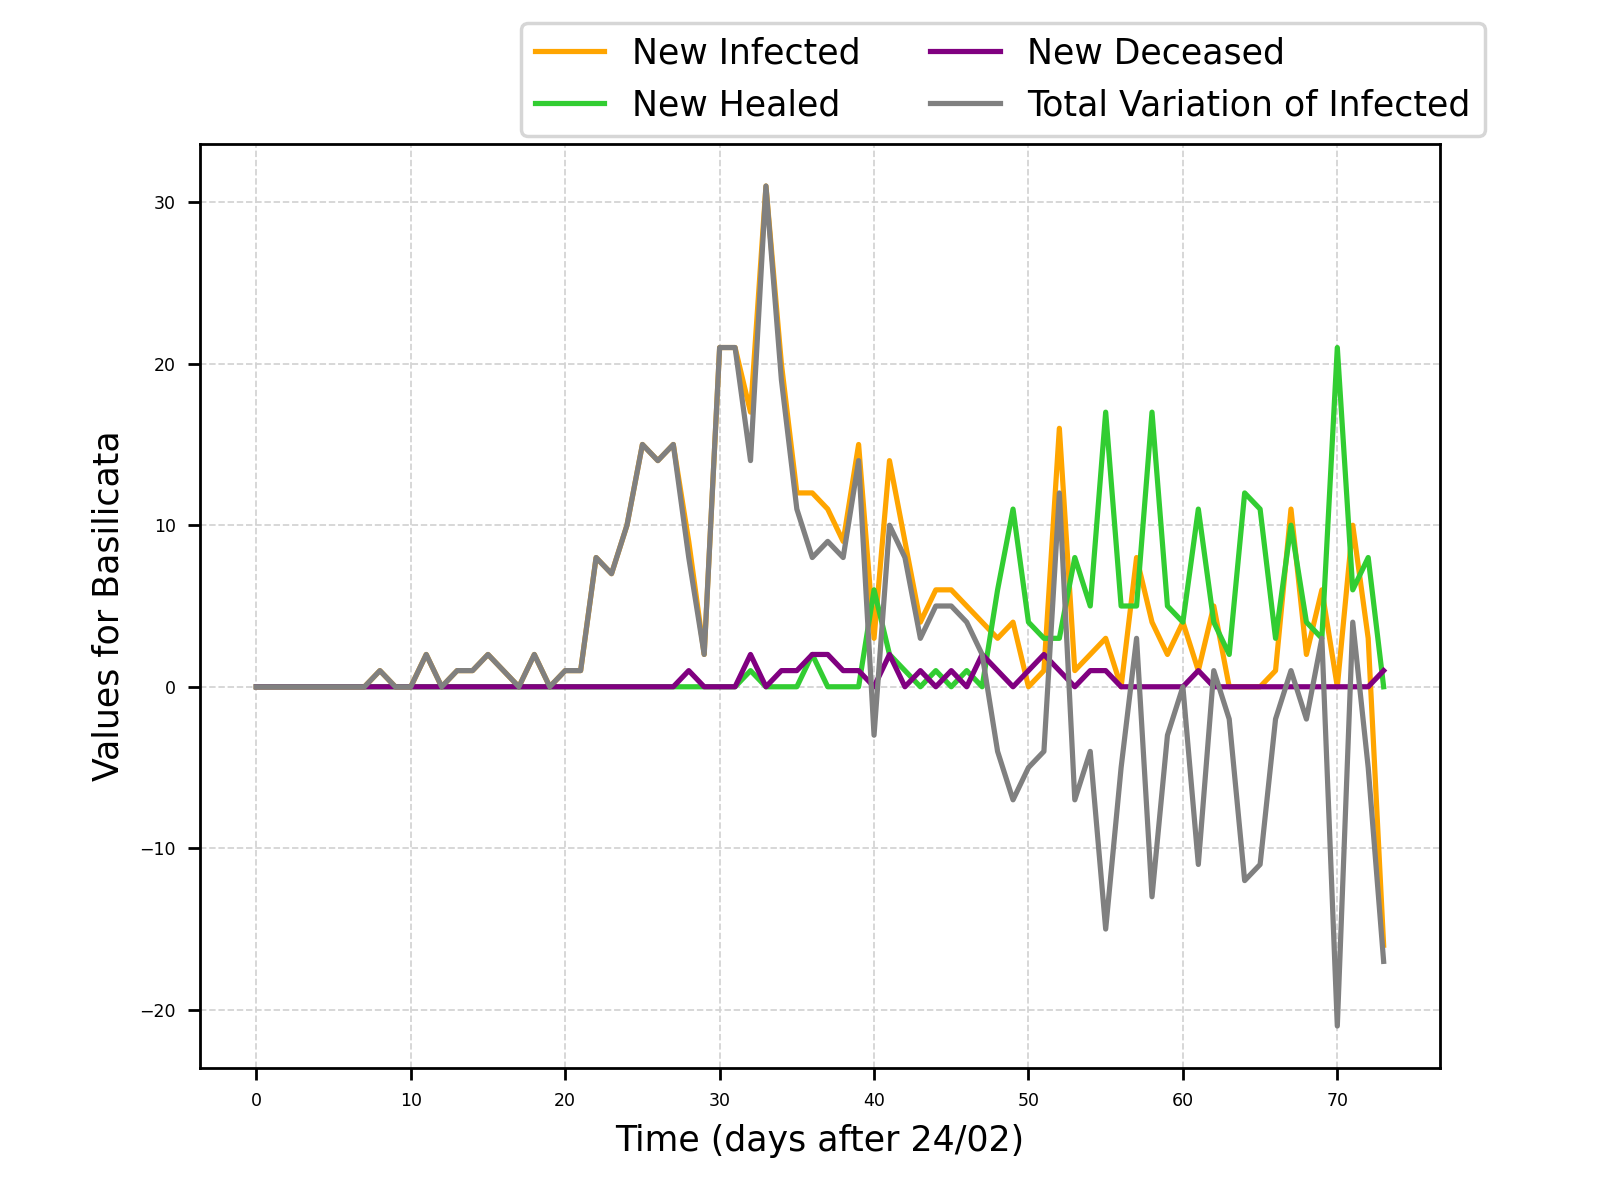 New Infected
New Healed
New Deceased
Total Variation of Infected
Values for Basilicata
30
20
10
0
−10
−20
0 10 20 30 40 50 60 70
Time (days after 24/02)